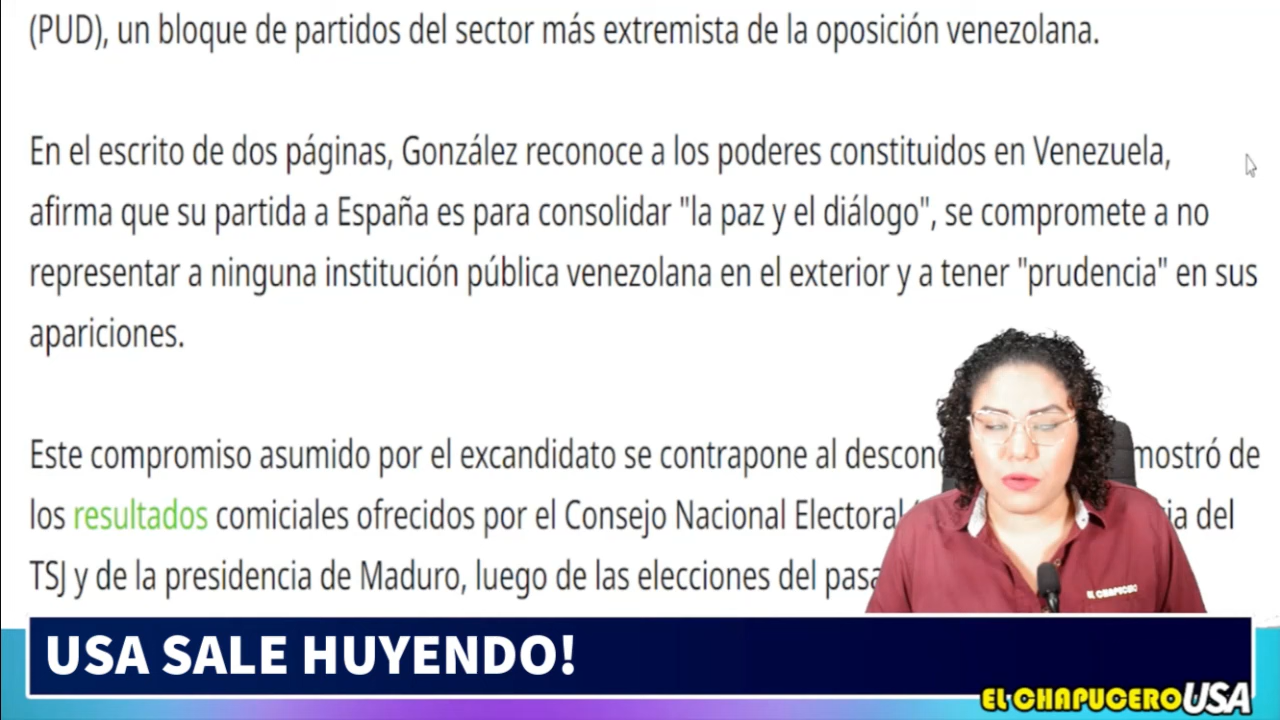 (PUD), un bloque de partidos del sector más extremista de la oposición venezolana.
En el escrito de dos páginas, González reconoce a los poderes constituidos en Venezuela,
afirma que su partida a España es para consolidar "la paz y el diálogo", se compromete a no
representar a ninguna institución pública venezolana en el exterior y a tener "prudencia" en sus
apariciones.
Este compromiso asumido por el excandidato se contrapone al mostró de
los resultados comiciales ofrecidos por el Consejo Nacional Electoral del
TSJ y de la presidencia de Maduro, luego de las elecciones del
EL CHAPUCERO
USA SALE HUYENDO!
EL CHAPUCERO USA